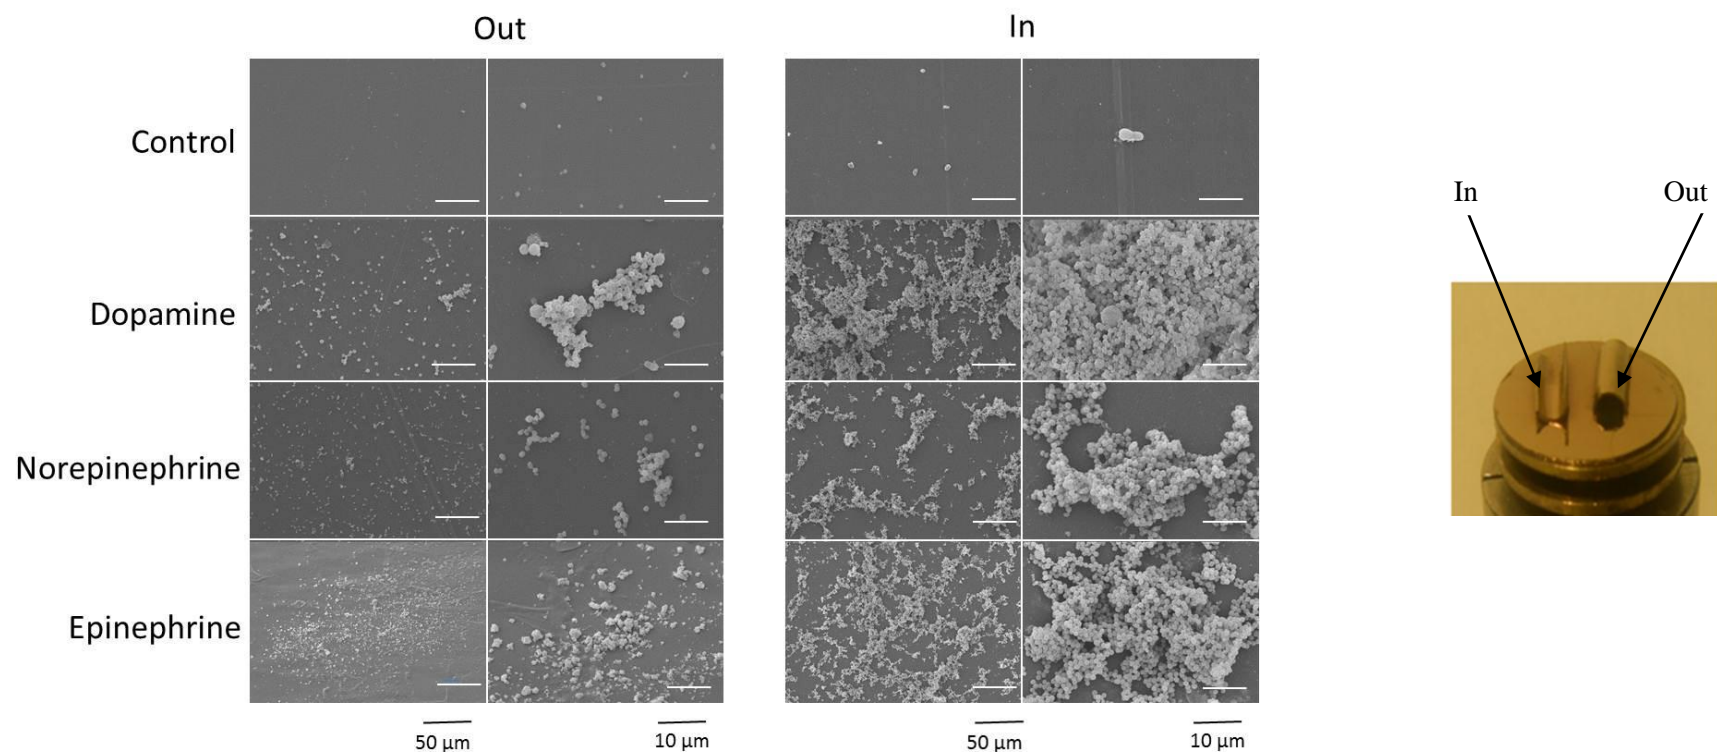 Out
In
Control
Dopamine
Norepinephrine
Epinephrine
50 µm
10 µm
50 µm
10 µm
In
Out